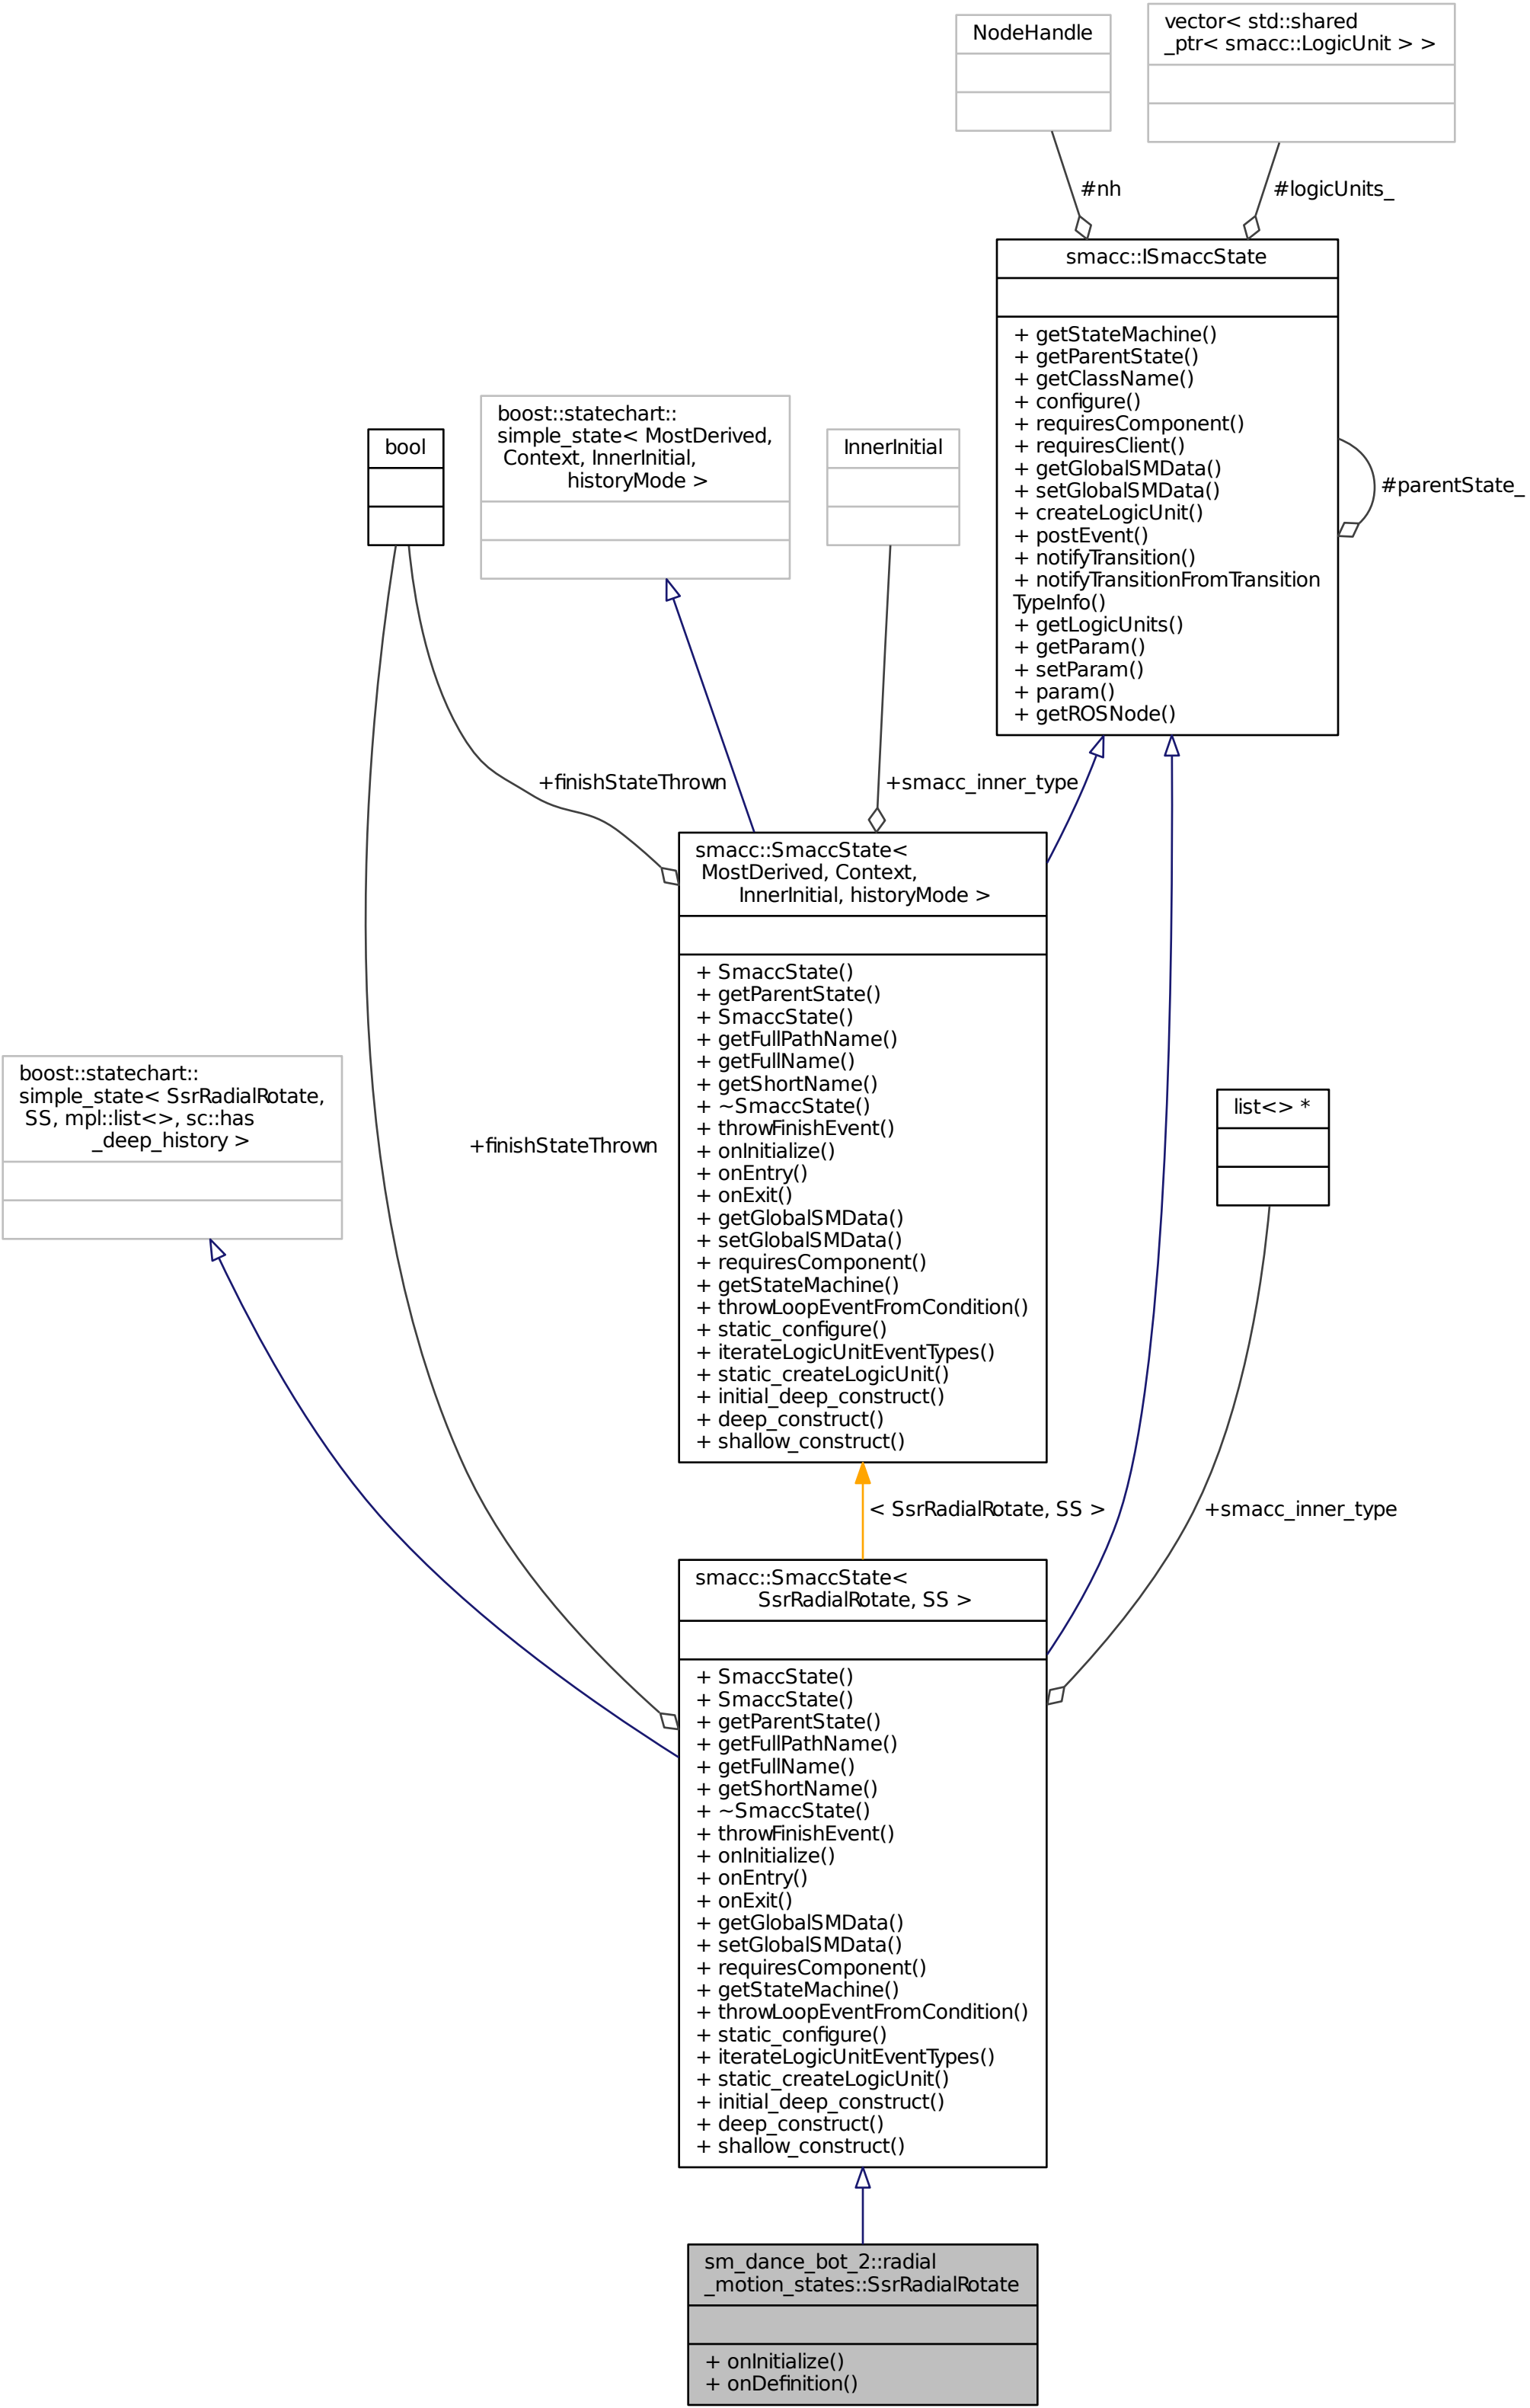 NodeHandle
vector< std::shared
_ptr< smacc::LogicUnit > >
#nh
#logicUnits_
smacc::ISmaccState
+ getStateMachine()
+ getParentState()
+ getClassName()
+ configure()
+ requiresComponent()
+ requiresClient()
+ getGlobalSMData()
+ setGlobalSMData()
+ createLogicUnit()
+ postEvent()
+ notifyTransition()
+ notifyTransitionFromTransition
TypeInfo()
+ getLogicUnits()
+ getParam()
+ setParam()
+ param()
+ getROSNode()
#parentState_
bool
boost::statechart::
simple_state< MostDerived,
Context, InnerInitial,
historyMode >
InnerInitial
+finishStateThrown
+smacc_inner_type
smacc::SmaccState<
MostDerived, Context,
InnerInitial, historyMode >
+ SmaccState()
+ getParentState()
+ SmaccState()
+ getFullPathName()
+ getFullName()
+ getShortName()
+ ~SmaccState()
+ throwFinishEvent()
+ onInitialize()
+ onEntry()
+ onExit()
+ getGlobalSMData()
+ setGlobalSMData()
+ requiresComponent()
+ getStateMachine()
+ throwLoopEventFromCondition()
+ static_configure()
+ iterateLogicUnitEventTypes()
+ static_createLogicUnit()
+ initial_deep_construct()
+ deep_construct()
+ shallow_construct()
boost::statechart::
simple_state< SsrRadialRotate,
SS, mpl::list<>, sc::has
_deep_history >
+finishStateThrown
list<> *
< SsrRadialRotate, SS >
+smacc_inner_type
smacc::SmaccState<
SsrRadialRotate, SS >
+ SmaccState()
+ SmaccState()
+ getParentState()
+ getFullPathName()
+ getFullName()
+ getShortName()
+ ~SmaccState()
+ throwFinishEvent()
+ onInitialize()
+ onEntry()
+ onExit()
+ getGlobalSMData()
+ setGlobalSMData()
+ requiresComponent()
+ getStateMachine()
+ throwLoopEventFromCondition()
+ static_configure()
+ iterateLogicUnitEventTypes()
+ static_createLogicUnit()
+ initial_deep_construct()
+ deep_construct()
+ shallow_construct()
sm_dance_bot_2::radial
_motion_states::SsrRadialRotate
+ onInitialize()
+ onDefinition()